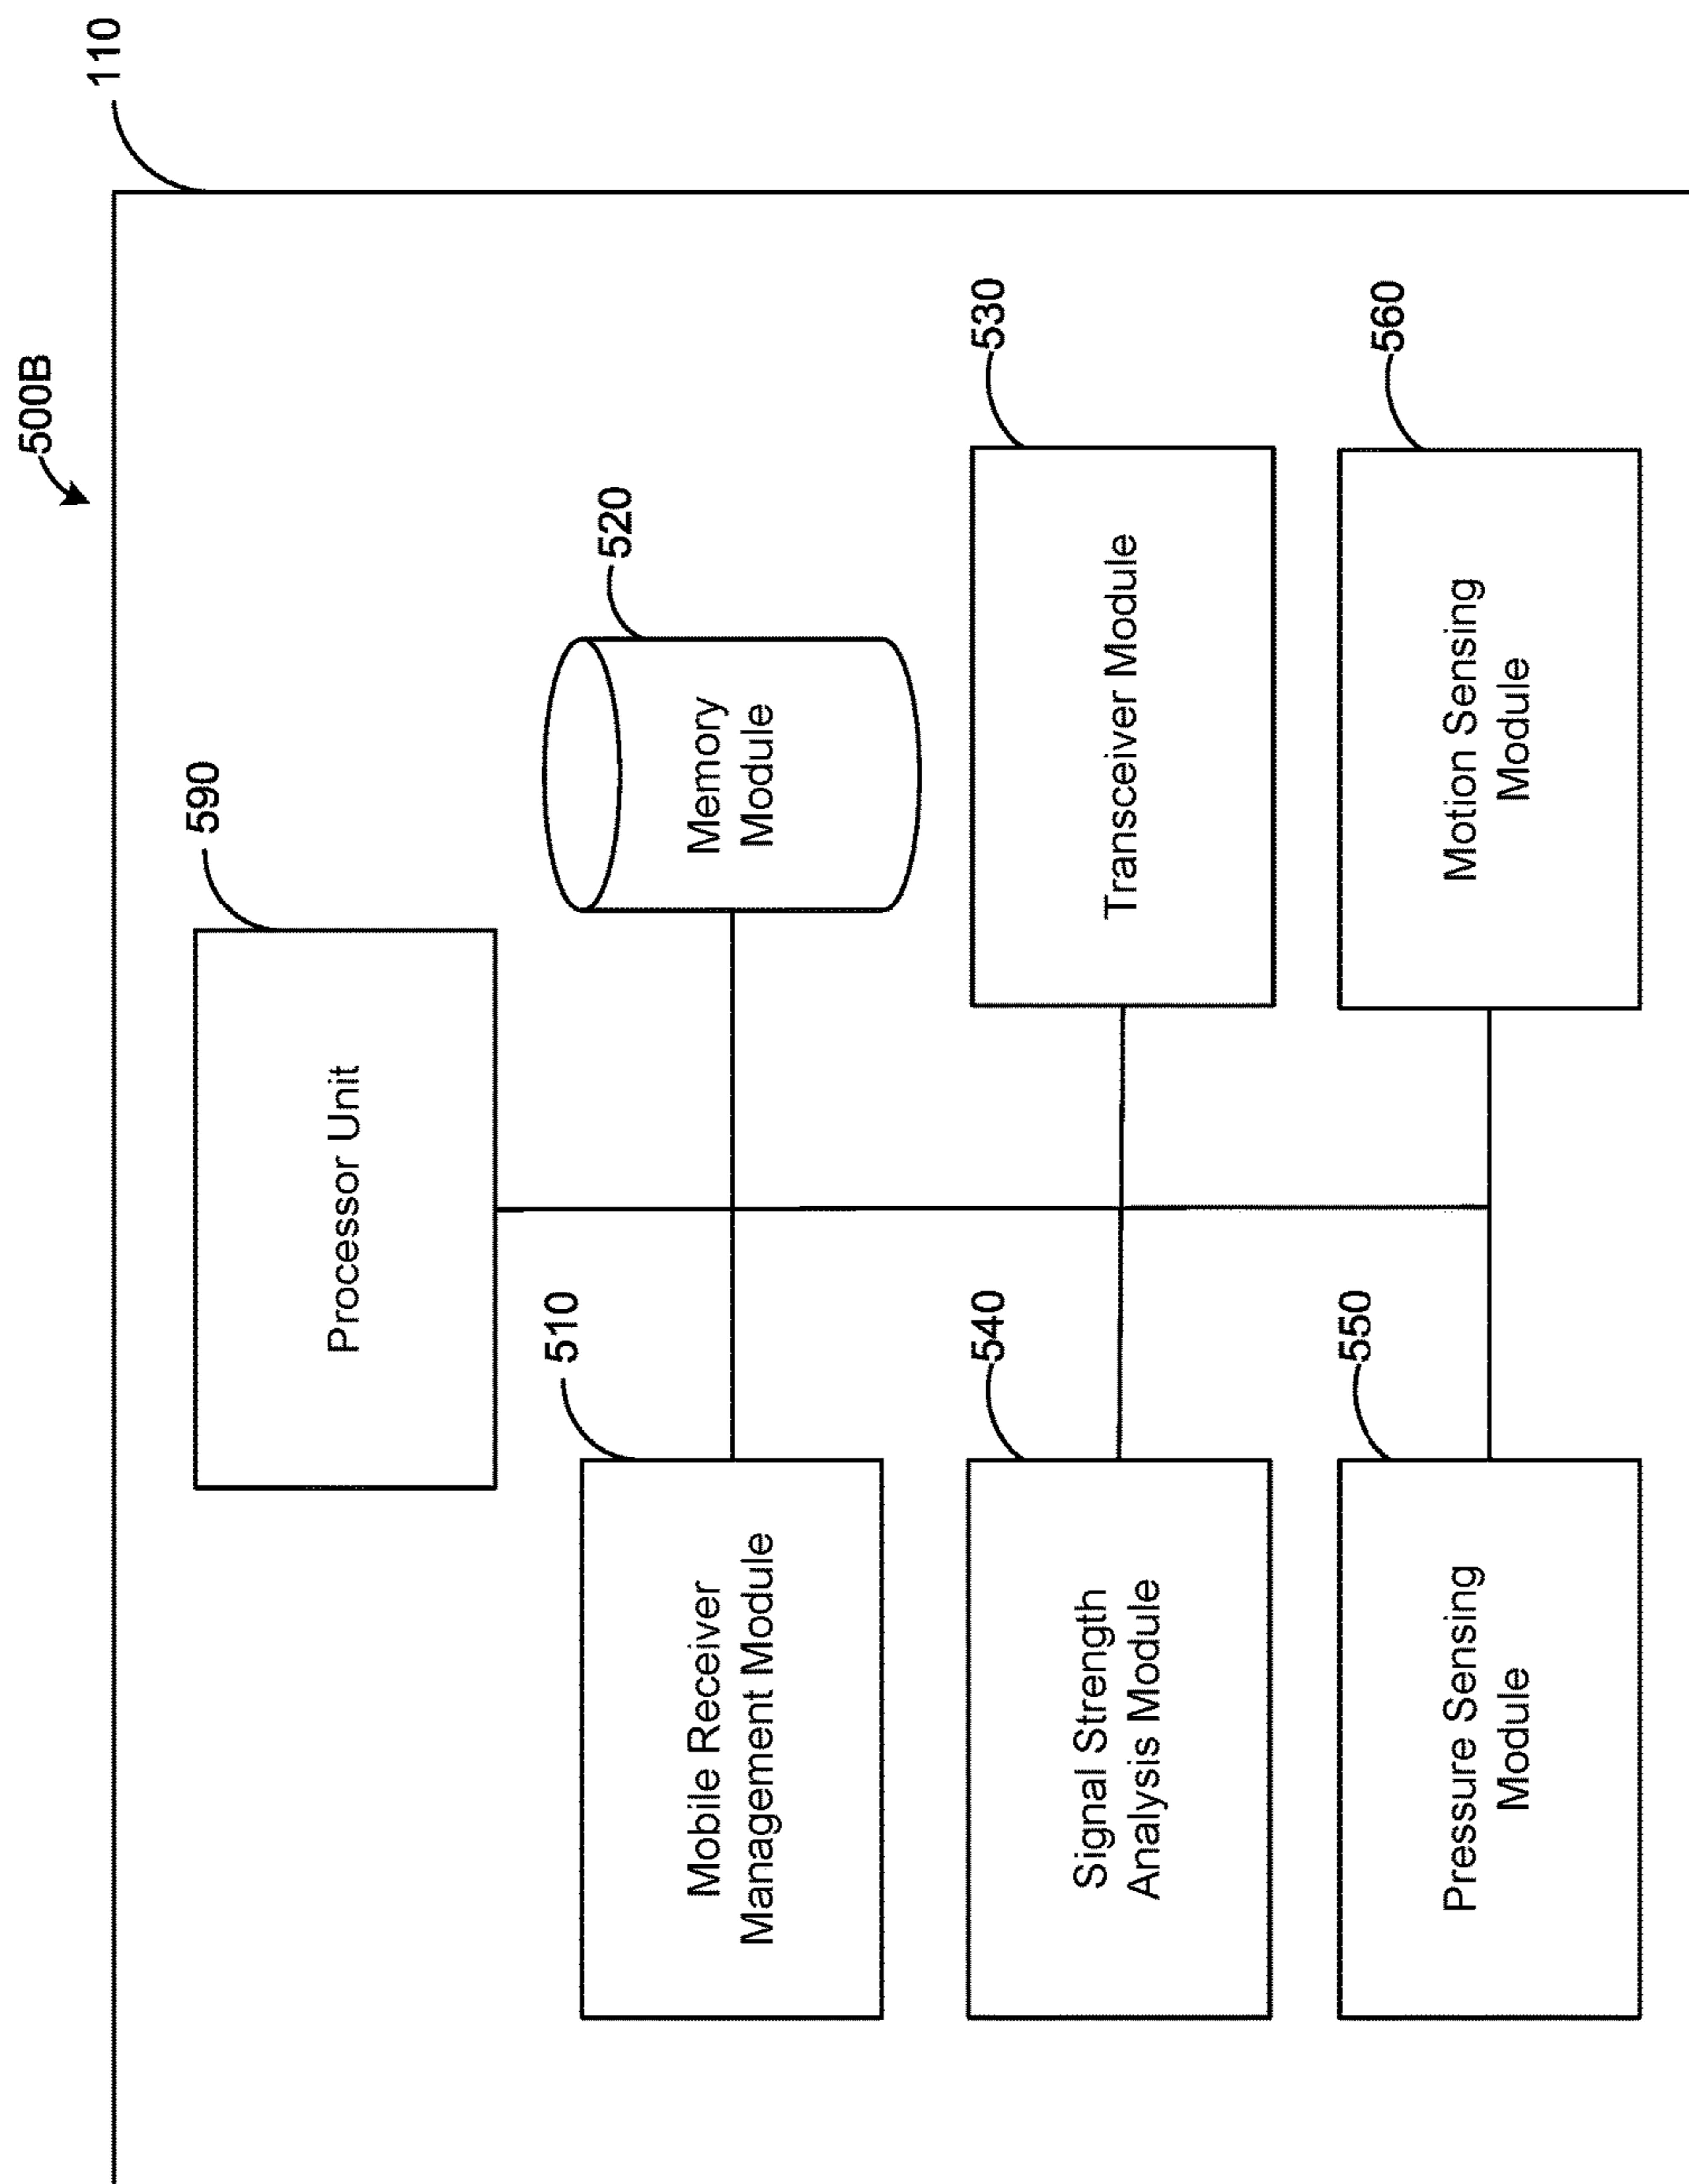 500B
110
590
Processor Unit
510
Mobile Receiver
Management Module
520
Memory
Module
540
Signal Strength
Analysis Module
530
Transceiver Module
550
Pressure Sensing
Module
560
Motion Sensing
Module